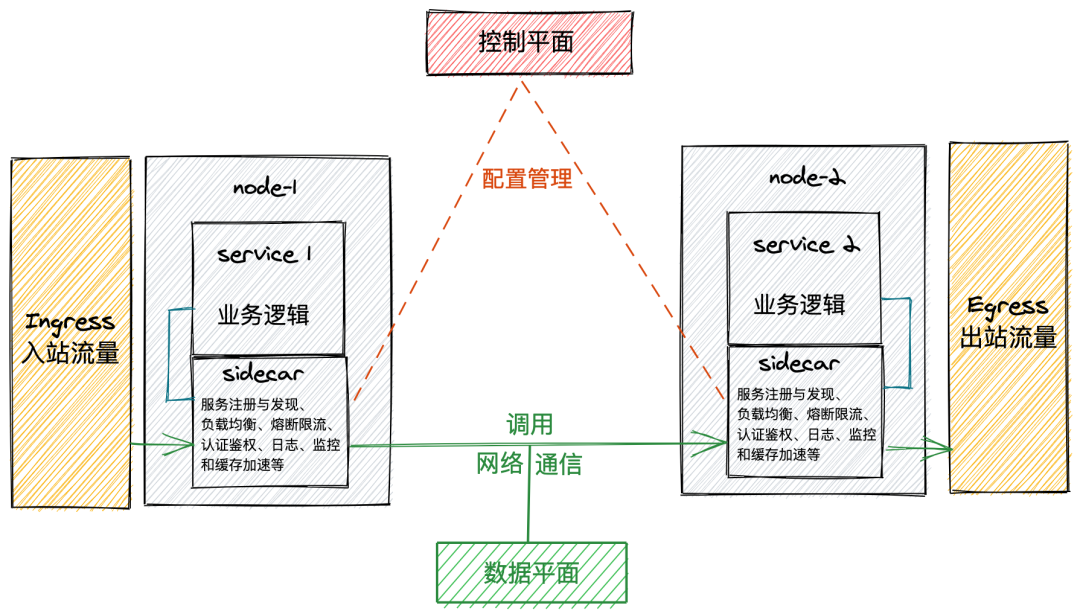 控制平面
配置管理
Ingress
入站流量
node-1
service 1
业务逻辑
sidecar
服务注册与发现、
负载均衡、熔断限流、
认证鉴权、日志、监控
和缓存加速等
调用
网络 通信
数据平面
node-2
service 2
业务逻辑
sidecar
服务注册与发现、
负载均衡、熔断限流、
认证鉴权、日志、监控
和缓存加速等
Egress
出站流量